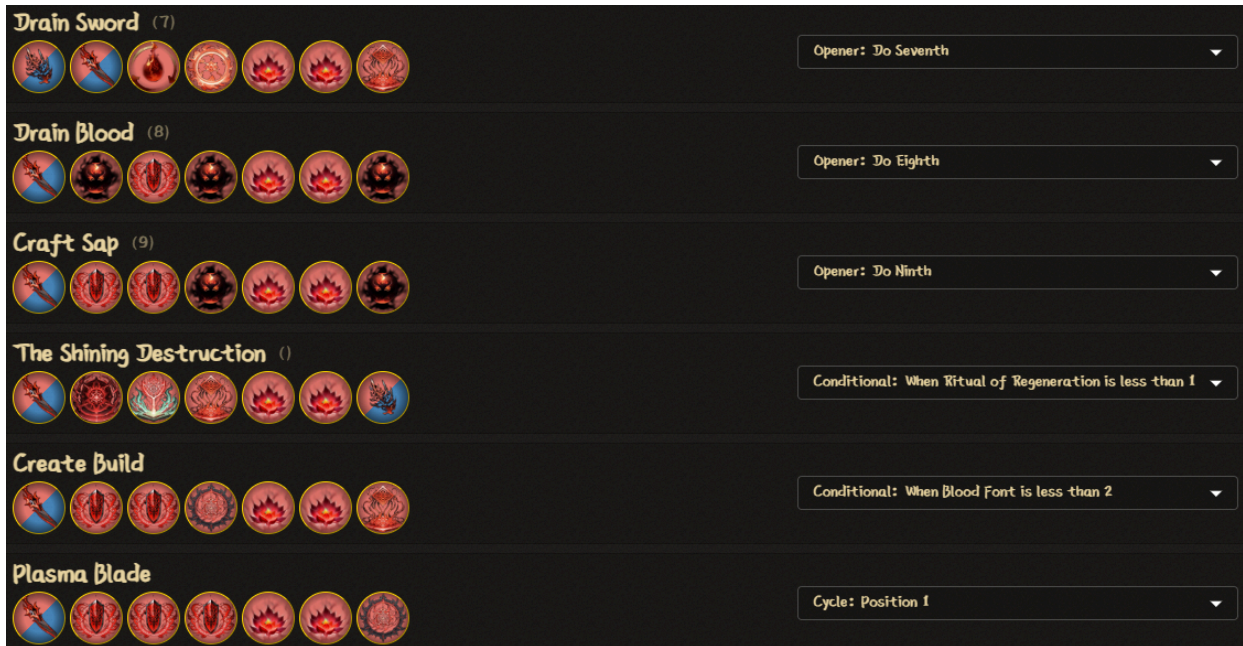 Drain Sword (7)
Opener: Do Seventh
Drain Blood (8)
Opener: Do Eighth
Craft Sap (9)
Opener: Do Ninth
The Shining Destruction ()
Conditional: When Ritual of Regeneration is less than 1
Create Build
Conditional: When Blood Font is less than 2
Plasma Blade
Cycle: Position 1